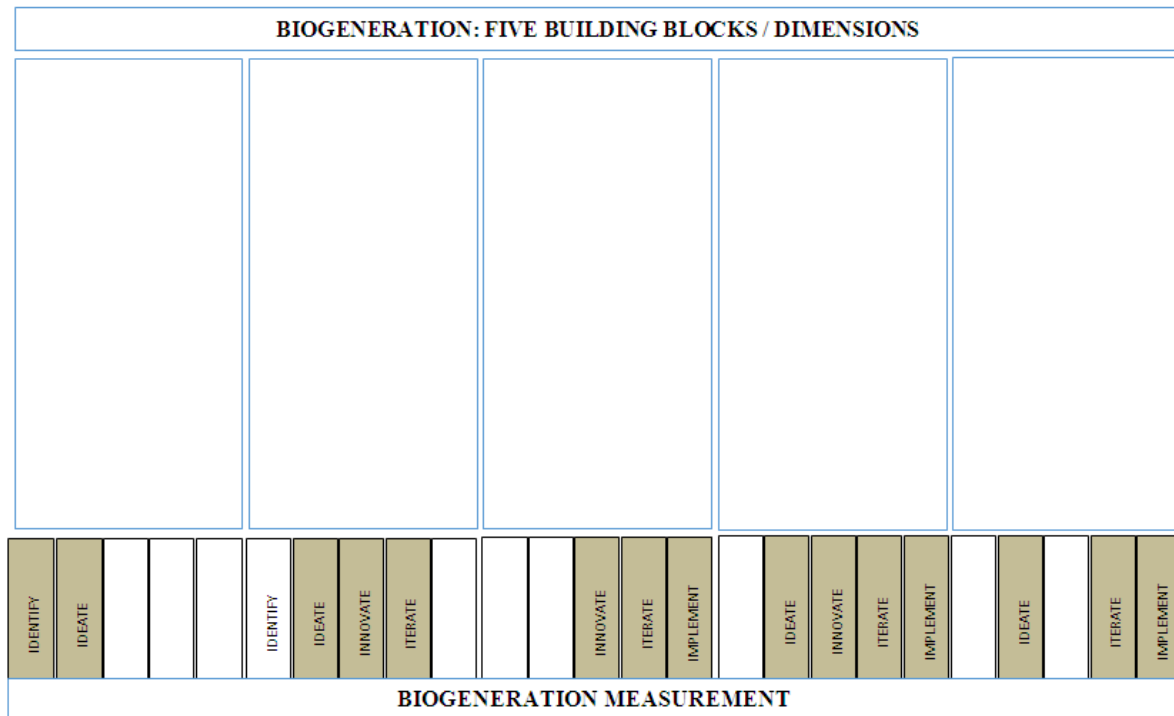 BIOGENERATION: FIVE BUILDING BLOCKS / DIMENSIONS
IDENTIFY
IDEATE
IDENTIFY
IDEATE
INNOVATE
ITERATE
INNOVATE
ITERATE
IMPLEMENT
IDEATE
INNOVATE
ITERATE
IMPLEMENT
IDEATE
ITERATE
IMPLEMENT
BIOGENERATION MEASUREMENT